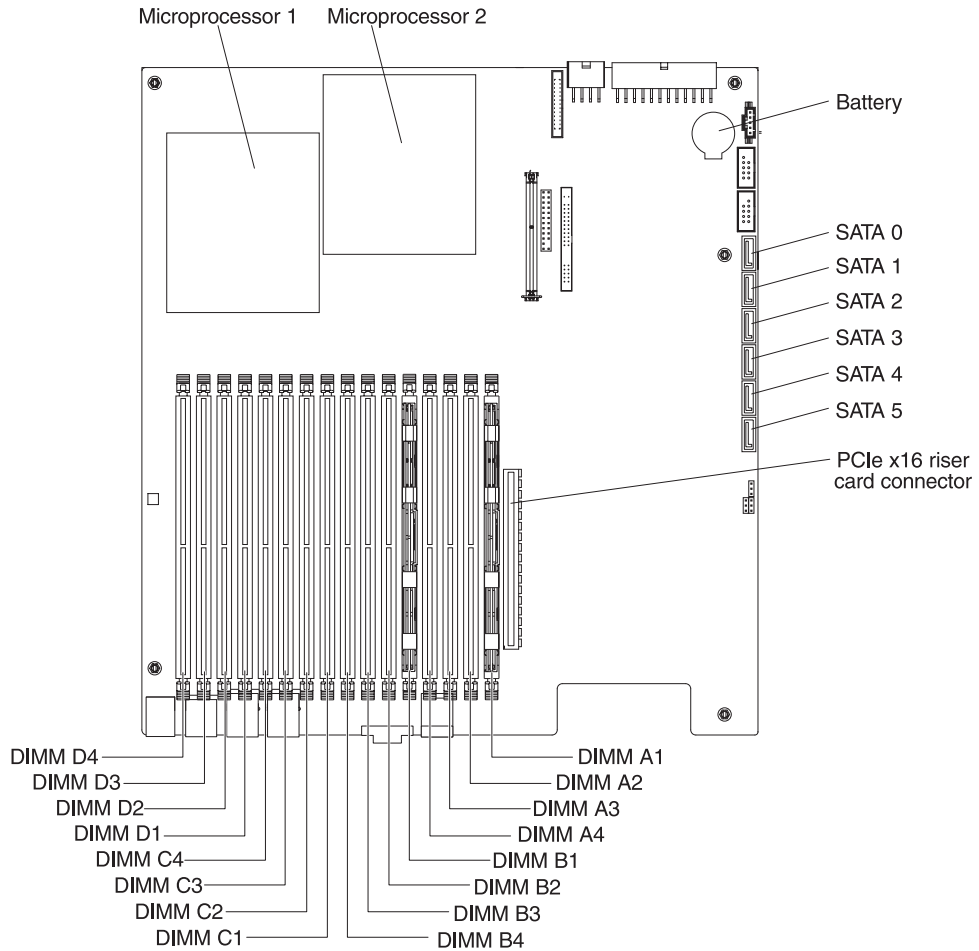 Microprocessor 1
Microprocessor 2
Battery
SATA 0
SATA 1
SATA 2
SATA 3
SATA 4
SATA 5
PCIe x16 riser
card connector
DIMM D4
DIMM D3
DIMM D2
DIMM D1
DIMM C4
DIMM C3
DIMM C2
DIMM C1
DIMM A1
DIMM A2
DIMM A3
DIMM A4
DIMM B1
DIMM B2
DIMM B3
DIMM B4